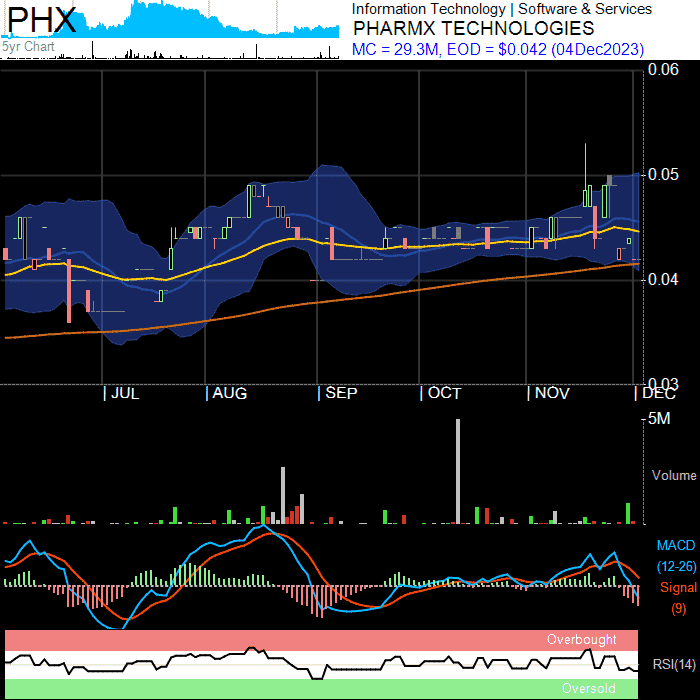 PHX
5yr Chart
Information Technology | Software & Services
PHARMX TECHNOLOGIES
MC = 29.3M, EOD = $0.042 (04Dec2023)
0.06
0.05
0.04
0.03
JUL
AUG
SEP
OCT
NOV
DEC
5M
Volume
MACD
(12-26)
Signal
(9)
Overbought
RSI(14)
Oversold